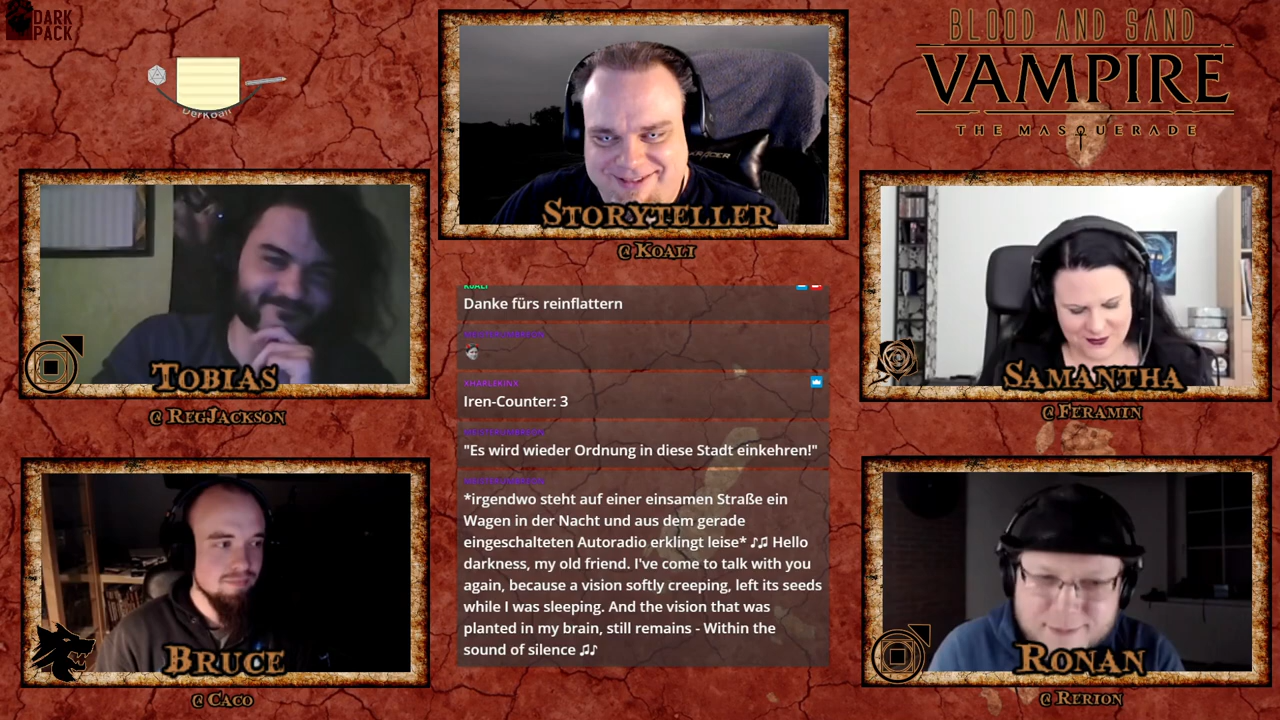 DARK
PACK
DerKoali
BLOOD AND SAND
VAMPIRE
THE MASQUERADE
STORYTELLER
@ KOALI
TOBIAS
@ REGJACKSON
SAMANTHA
@ FERAMIN
BRUCE
@ CACO
RONAN
@ RERION
KOALI
Danke fürs reinflattern
XHARLEKINX
Iren-Counter: 3
"Es wird wieder Ordnung in diese Stadt einkehren!"
*irgendwo steht auf einer einsamen Straße ein
Wagen in der Nacht und aus dem gerade
eingeschalteten Autoradio erklingt leise* ♪♫ Hello
darkness, my old friend. I've come to talk with you
again, because a vision softly creeping, left its seeds
while I was sleeping. And the vision that was
planted in my brain, still remains - Within the
sound of silence ♫♪